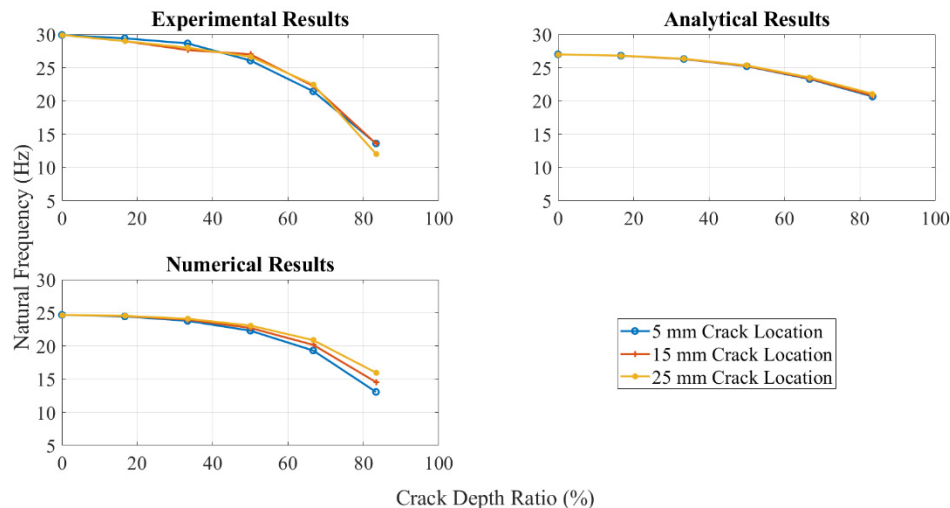 Experimental Results
30
25
20
15
10
5
0 20 40 60 80 100
Analytical Results
30
25
20
15
10
5
0 20 40 60 80 100
Natural Frequency (Hz)
Numerical Results
30
25
20
15
10
5
0 20 40 60 80 100
5 mm Crack Location
15 mm Crack Location
25 mm Crack Location
Crack Depth Ratio (%)